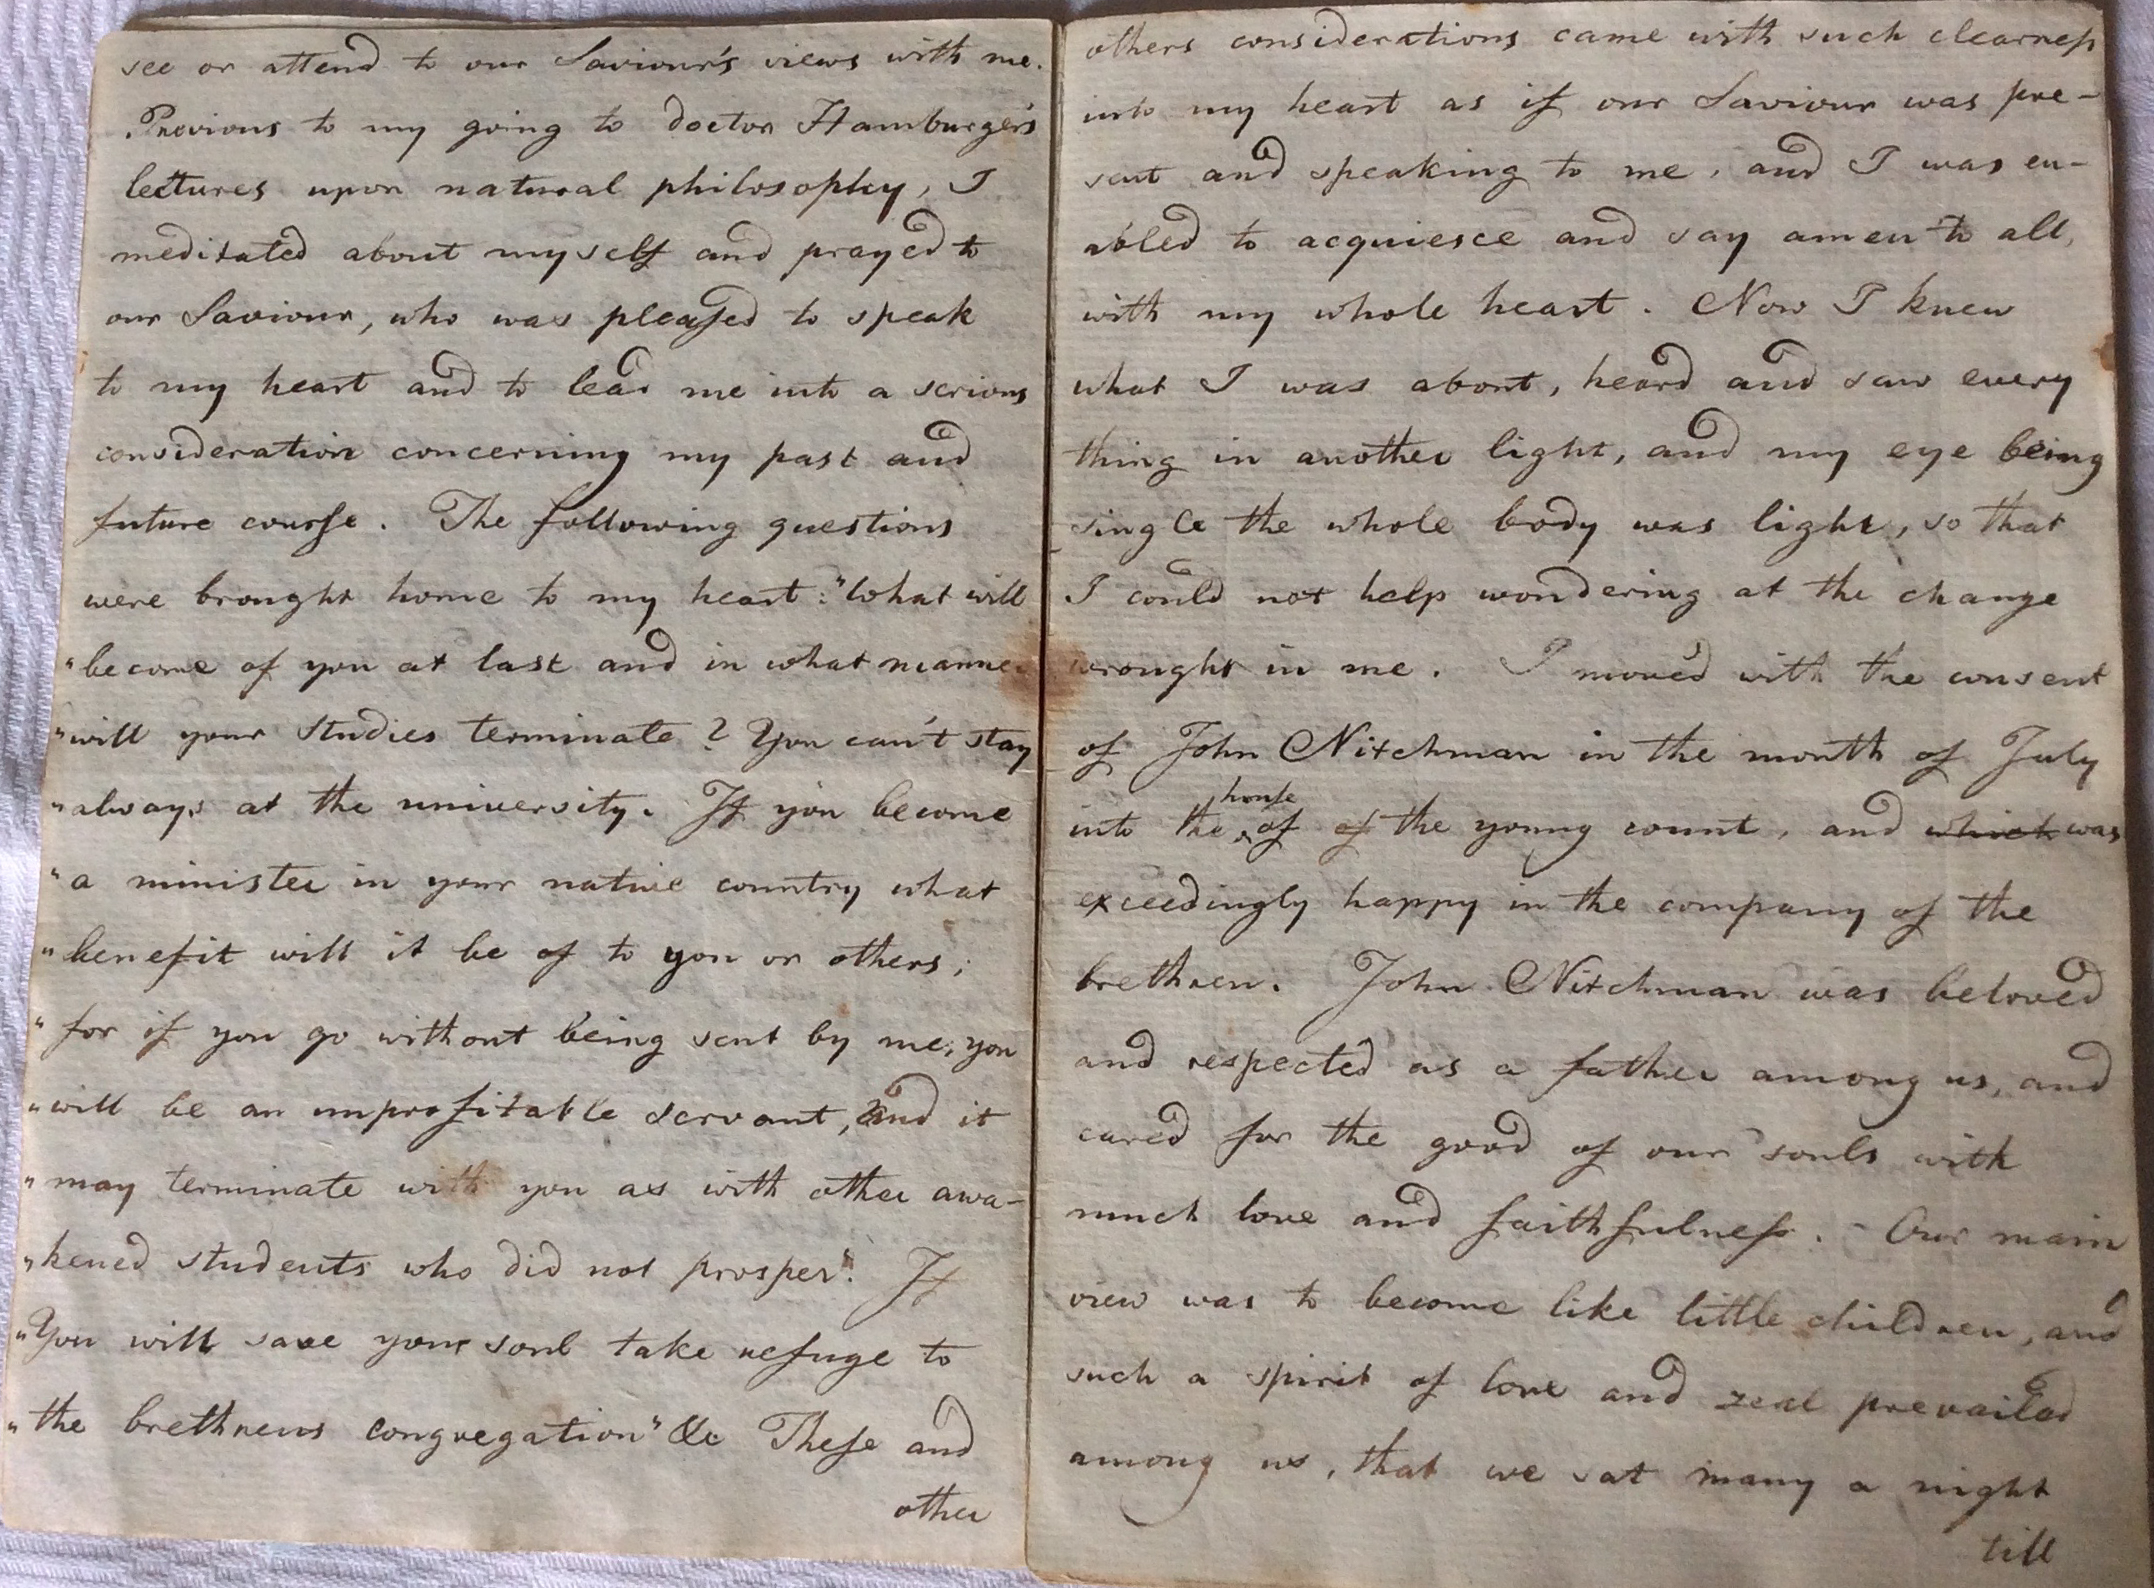 see or attend to our Saviour's views with me.
Previous to my going to doctor Hamburger's
lectures upon natural philosophy, I
meditated about myself and prayed to
our Saviour, who was pleased to speak
to my heart and to lead me into a serious
consideration concerning my past and
future course. The following questions
were brought home to my heart: "What will
"become of you at last and in what manner
"will your studies terminate? You can't stay
"always at the university. If you become
"a minister in your native country what
"benefit will it be of to you or others;
"for if you go without being sent by me, you
"will be an unprofitable servant, and it
"may terminate with you as with other awa-
"kened students who did not prosper". If
"You will save your soul take refuge to
"the brethrens congregation" &c These and
other
others considerations came with such clearness
into my heart as if our Saviour was pre-
sent and speaking to me, and I was en-
abled to acquiesce and say amen to all,
with my whole heart. Now I knew
what I was about, heard and saw every
thing in another light, and my eye being
single the whole body was light, so that
I could not help wondering at the change
wrought in me. I moved with the consent
of John Nitchman in the month of July
into the house of of the young count, and which was
exceedingly happy in the company of the
brethren. John Nitchman was beloved
and respected as a father among us, and
cared for the good of our souls with
much love and faithfulness. - Our main
view was to become like little children, and
such a spirit of love and zeal prevailed
among us, that we sat many a night
till